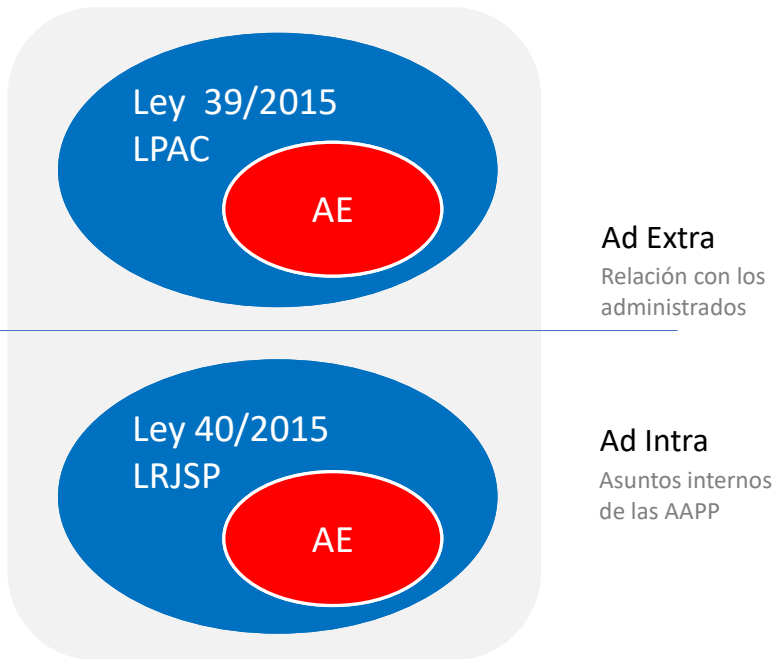 Ley 39/2015
LPAC
AE
Ad Extra
Relación con los
administrados
Ley 40/2015
LRJSP
AE
Ad Intra
Asuntos internos
de las AAPP